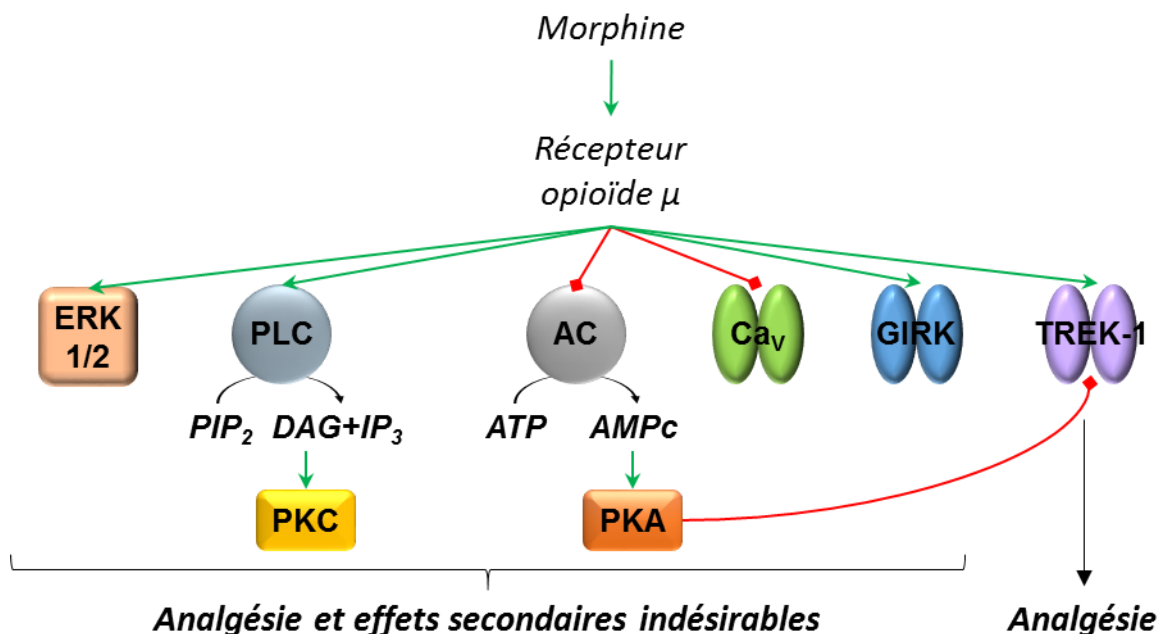 Morphine
Récepteur
opioïde μ
ERK
1/2
PLC
AC
Cav
GIRK
TREK-1
PIP2 DAG+IP3
ATP AMPc
PKC
PKA
Analgésie et effets secondaires indésirables
Analgésie